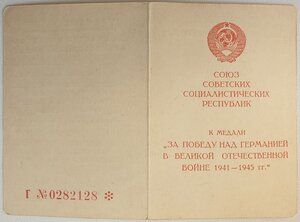 СОЮЗ
СОВЕТСКИХ
СОЦИАЛИСТИЧЕСКИХ
РЕСПУБЛИК
К МЕДАЛИ
„ЗА ПОБЕДУ НАД ГЕРМАНИЕЙ
В ВЕЛИКОЙ ОТЕЧЕСТВЕННОЙ
ВОЙНЕ 1941—1945 гг."
Г №0282128 *